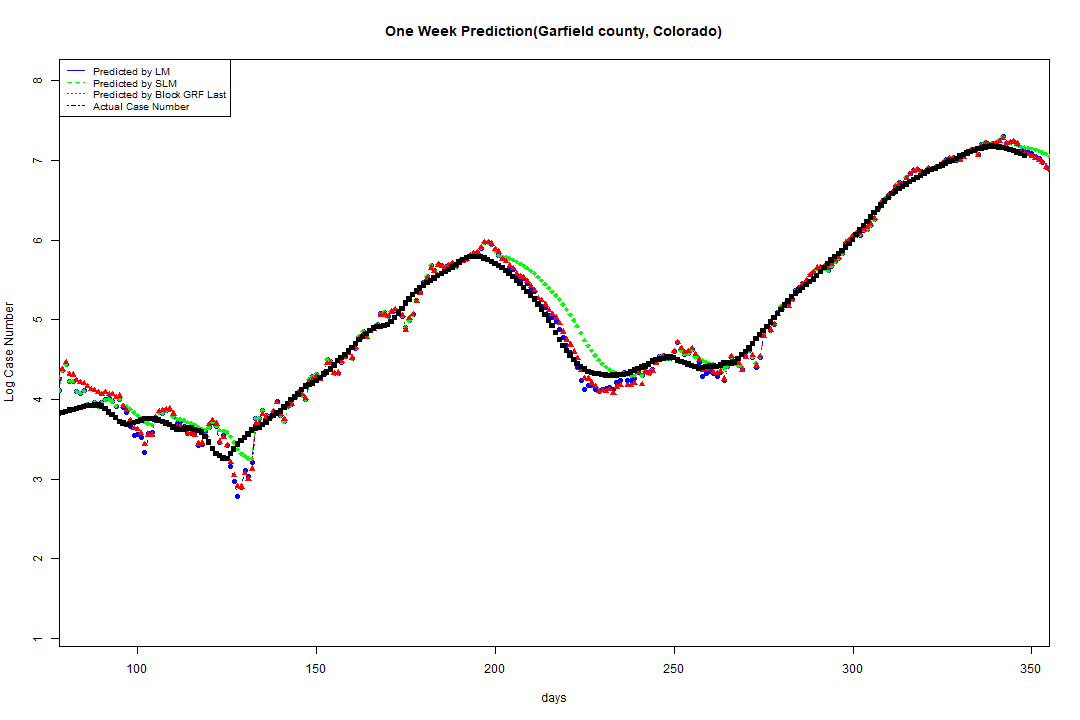 One Week Prediction(Garfield county, Colorado)
Predicted by LM
Predicted by SLM
Predicted by Block GRF Last
Actual Case Number
8
7
6
5
4
3
2
1
Log Case Number
100 150 200 250 300 350
days